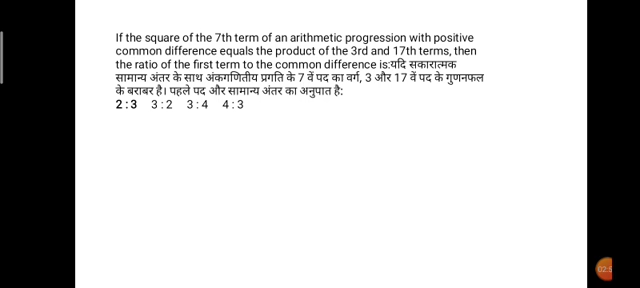 If the square of the 7th term of an arithmetic progression with positive
common difference equals the product of the 3rd and 17th terms, then
the ratio of the first term to the common difference is:यदि सकारात्मक
सामान्य अंतर के साथ अंकगणितीय प्रगति के 7 वें पद का वर्ग, 3 और 17 वें पद के गुणनफल
के बराबर है। पहले पद और सामान्य अंतर का अनुपात है:
2 : 3 3 : 2 3 : 4 4 : 3